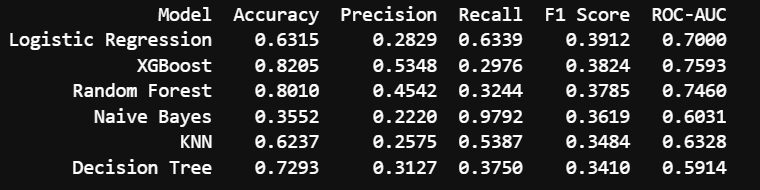 Model Accuracy Precision Recall F1 Score ROC-AUC
Logistic Regression 0.6315 0.2829 0.6339 0.3912 0.7000
XGBoost 0.8205 0.5348 0.2976 0.3824 0.7593
Random Forest 0.8010 0.4542 0.3244 0.3785 0.7460
Naive Bayes 0.3552 0.2220 0.9792 0.3619 0.6031
KNN 0.6237 0.2575 0.5387 0.3484 0.6328
Decision Tree 0.7293 0.3127 0.3750 0.3410 0.5914